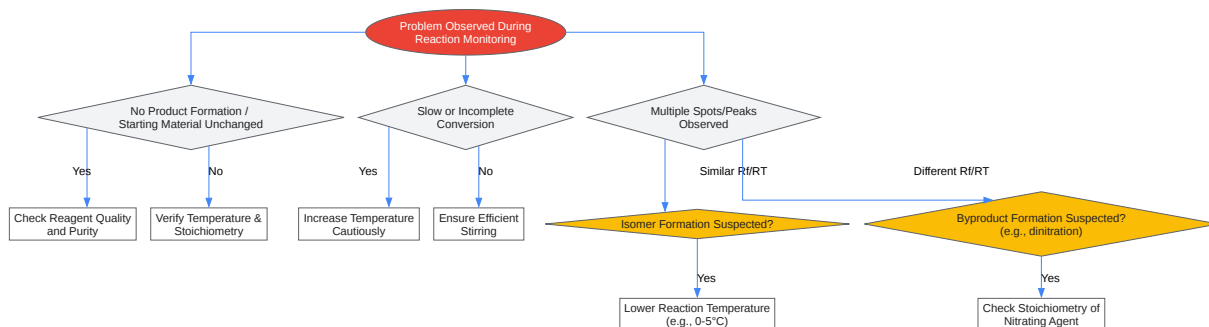 Problem Observed During
Reaction Monitoring
No Product Formation /
Starting Material Unchanged
Slow or Incomplete
Conversion
Multiple Spots/Peaks
Observed
Yes
No
Yes
No
Similar Rf/RT
Different Rf/RT
Check Reagent Quality
and Purity
Verify Temperature &
Stoichiometry
Increase Temperature
Cautiously
Ensure Efficient
Stirring
Isomer Formation Suspected?
Byproduct Formation Suspected?
(e.g., dinitration)
Yes
Yes
Lower Reaction Temperature
(e.g., 0-5°C)
Check Stoichiometry of
Nitrating Agent